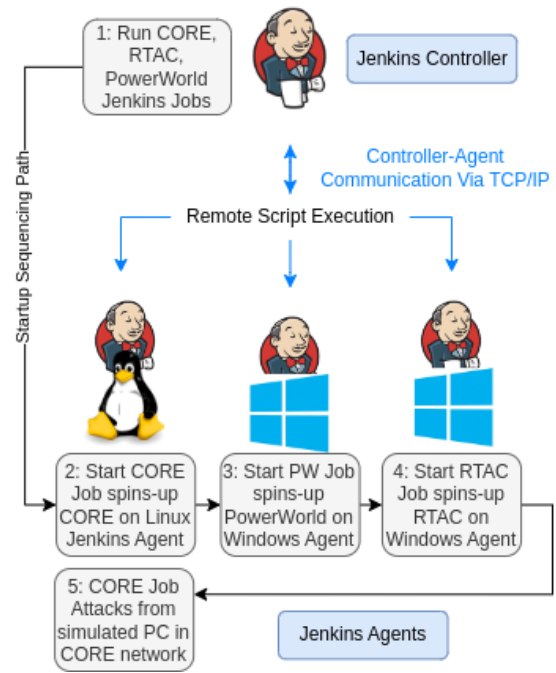 1: Run CORE,
RTAC,
PowerWorld
Jenkins Jobs
Jenkins Controller
Controller-Agent
Communication Via TCP/IP
Remote Script Execution
Startup Sequencing Path
2: Start CORE
Job spins-up
CORE on Linux
Jenkins Agent
3: Start PW Job
spins-up
PowerWorld on
Windows Agent
4: Start RTAC
Job spins-up
RTAC on
Windows Agent
5: CORE Job
Attacks from
simulated PC in
CORE network
Jenkins Agents